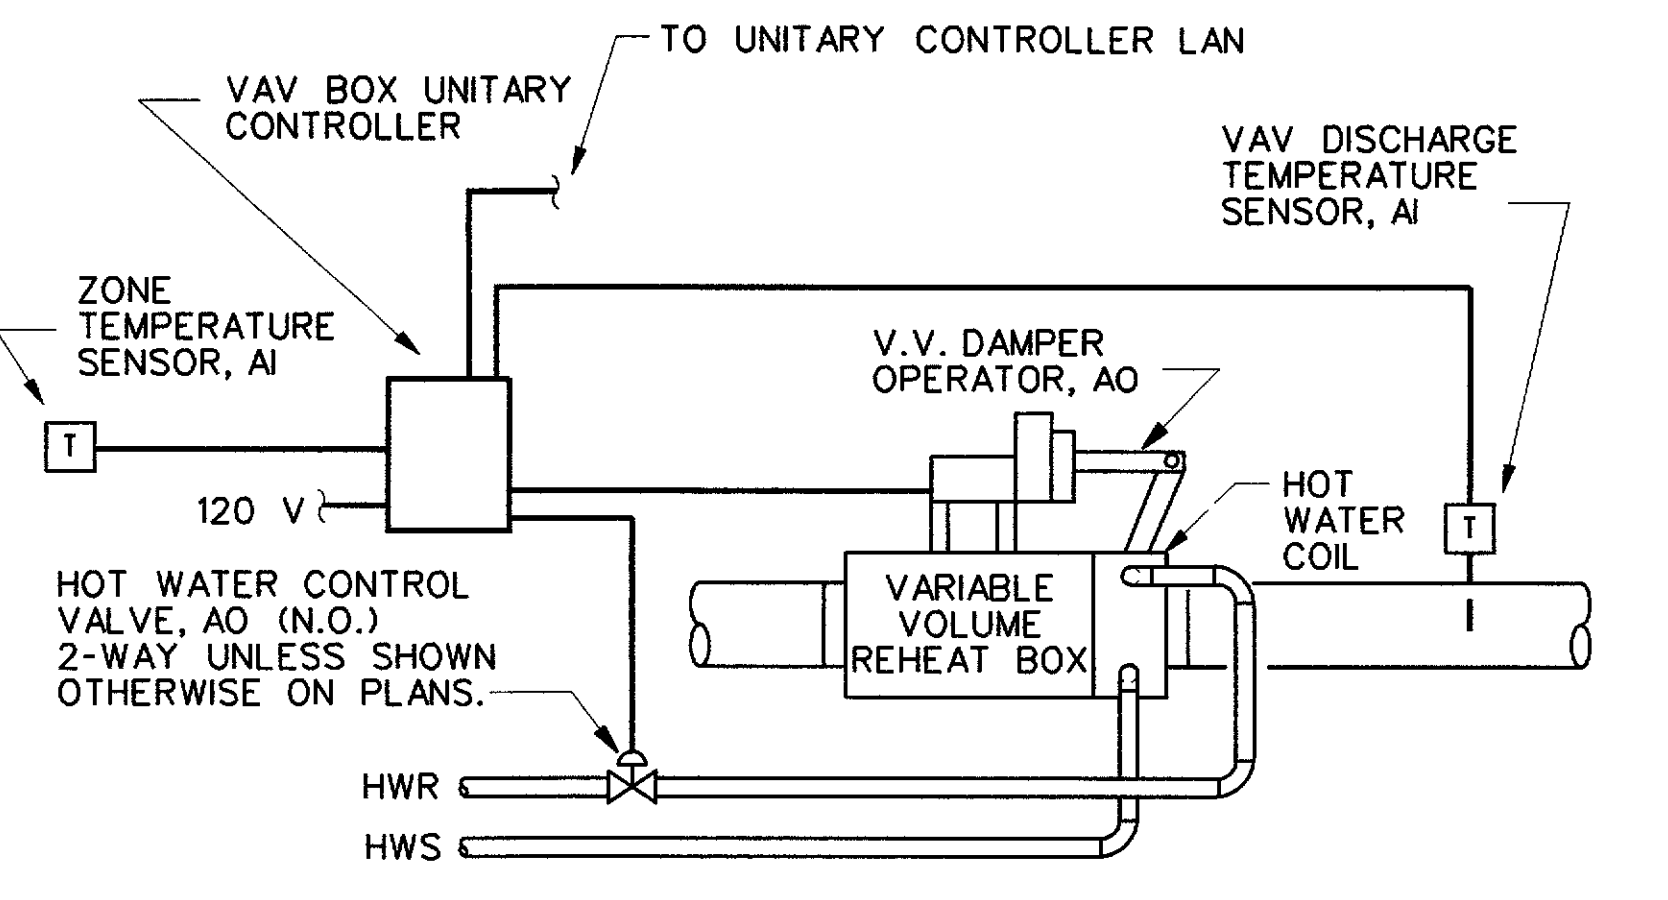 TO UNITARY CONTROLLER LAN
VAV BOX UNITARY
CONTROLLER
VAV DISCHARGE
TEMPERATURE
SENSOR, AI
ZONE
TEMPERATURE
SENSOR, AI
V.V. DAMPER
OPERATOR, AO
T
HOT
WATER
COIL
120 V
T
HOT WATER CONTROL
VALVE, AO (N.O.)
2-WAY UNLESS SHOWN
OTHERWISE ON PLANS.
VARIABLE
VOLUME
REHEAT BOX
HWR
HWS